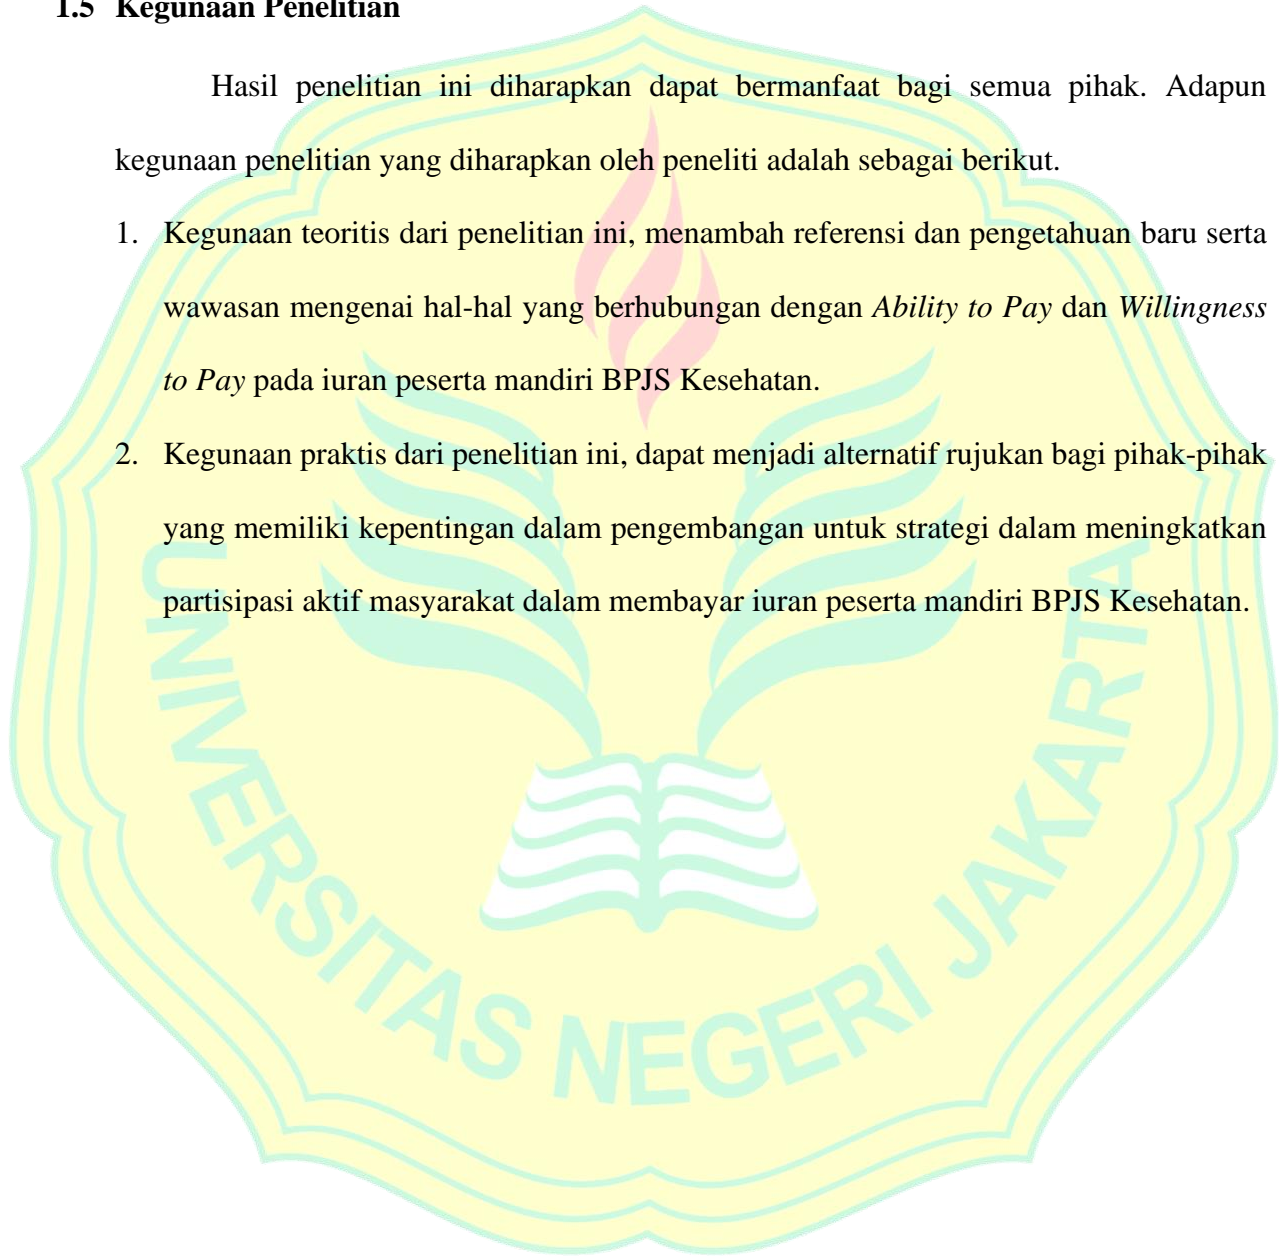 1.5 Kegunaan Penelitian
Hasil penelitian ini diharapkan dapat bermanfaat bagi semua pihak. Adapun
kegunaan penelitian yang diharapkan oleh peneliti adalah sebagai berikut.
1. Kegunaan teoritis dari penelitian ini, menambah referensi dan pengetahuan baru serta
wawasan mengenai hal-hal yang berhubungan dengan Ability to Pay dan Willingness
to Pay pada iuran peserta mandiri BPJS Kesehatan.
2. Kegunaan praktis dari penelitian ini, dapat menjadi alternatif rujukan bagi pihak-pihak
yang memiliki kepentingan dalam pengembangan untuk strategi dalam meningkatkan
partisipasi aktif masyarakat dalam membayar iuran peserta mandiri BPJS Kesehatan.
UNIVERSITAS NEGERI JAKARTA